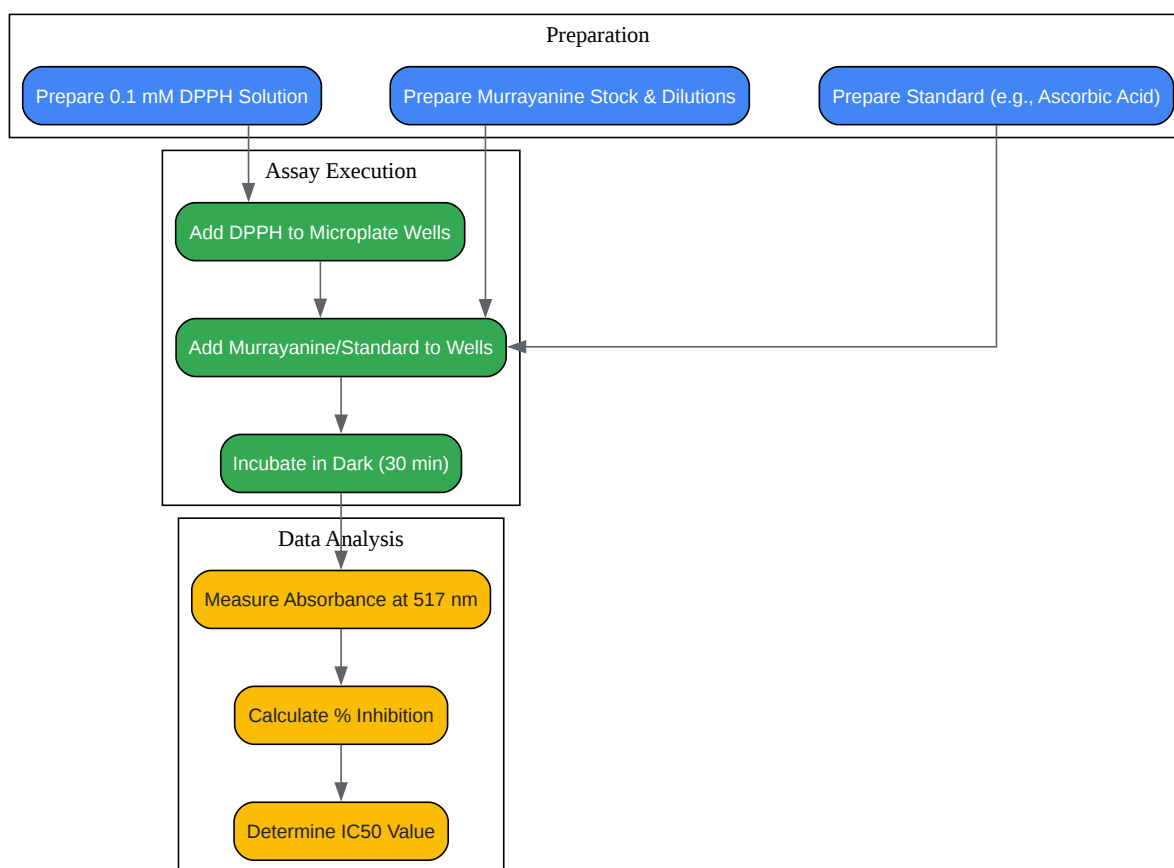 Preparation
Prepare 0.1 mM DPPH Solution
Prepare Murrayanine Stock & Dilutions
Prepare Standard (e.g., Ascorbic Acid)
Assay Execution
Add DPPH to Microplate Wells
Add Murrayanine/Standard to Wells
Incubate in Dark (30 min)
Data Analysis
Measure Absorbance at 517 nm
Calculate % Inhibition
Determine IC50 Value